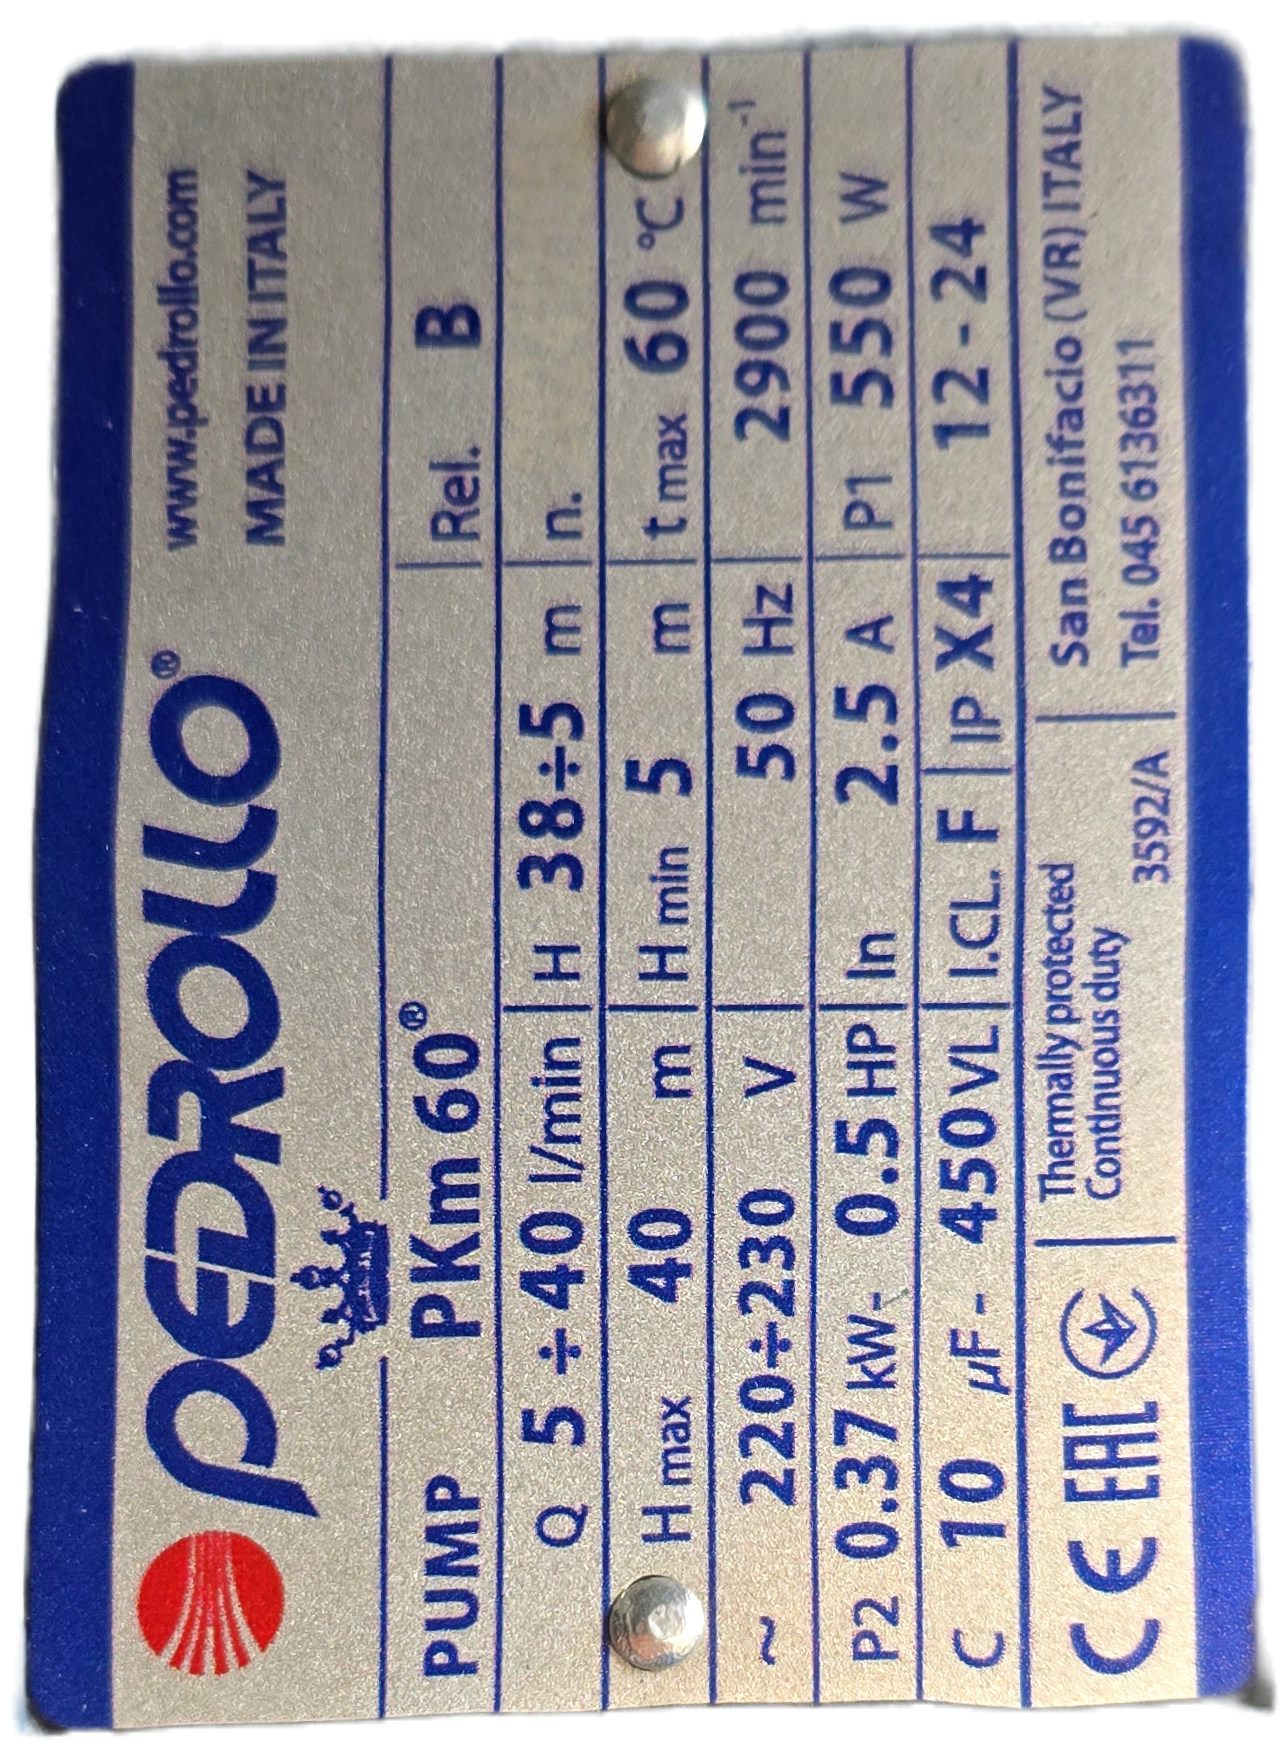 PEDROLLO® www.pedrollo.com
MADE IN ITALY
PUMP PKm 60® Rel. B
Q 5 ÷ 40 l/min H 38÷5 m n.
H max 40 m H min 5 m t max 60 °C
~ 220÷230 V 50 Hz 2900 min⁻¹
P2 0.37 kW - 0.5 HP In 2.5 A P1 550 W
C 10 µF - 450 VL I.CL. F IP X4 12 - 24
CE EAC Thermally protected San Bonifacio (VR) ITALY
Continuous duty
3592/A Tel. 045 6136311